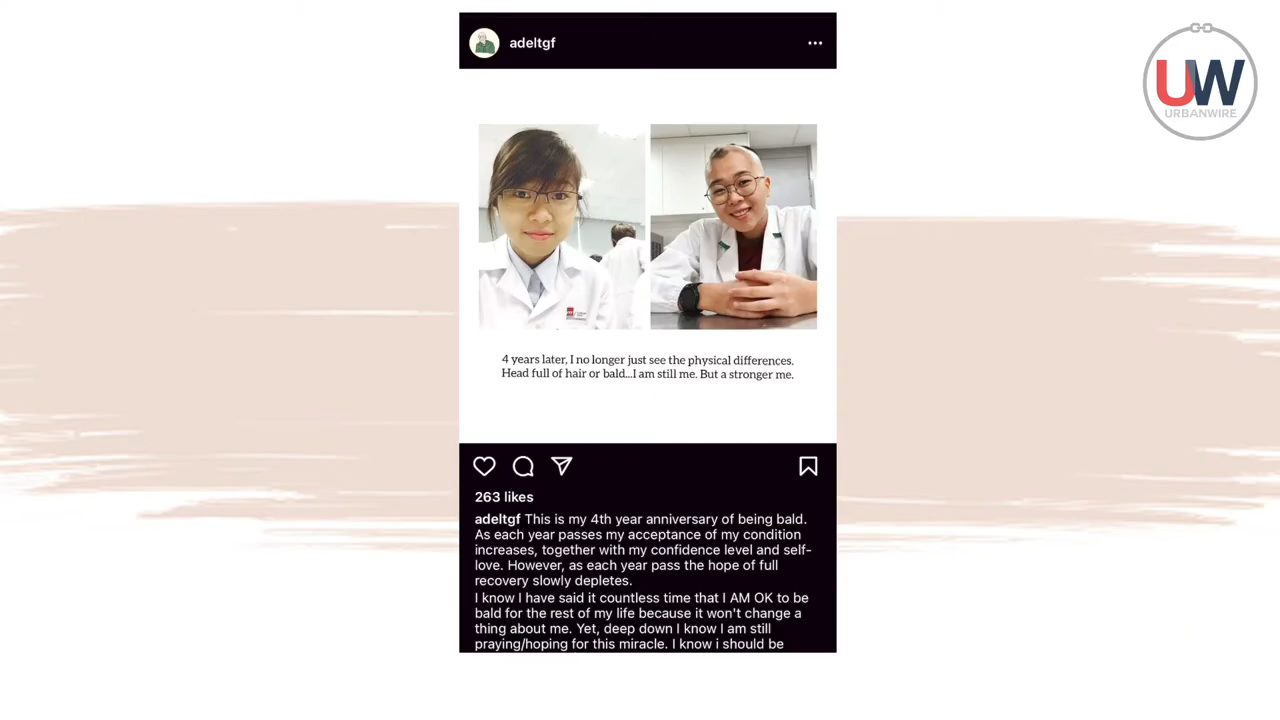 adeltgf
UW
URBANWIRE
4 years later, I no longer just see the physical differences.
Head full of hair or bald...I am still me. But a stronger me.
263 likes
adeltgf This is my 4th year anniversary of being bald.
As each year passes my acceptance of my condition
increases, together with my confidence level and self-
love. However, as each year pass the hope of full
recovery slowly depletes.
I know I have said it countless time that I AM OK to be
bald for the rest of my life because it won't change a
thing about me. Yet, deep down I know I am still
praying/hoping for this miracle. I know i should be